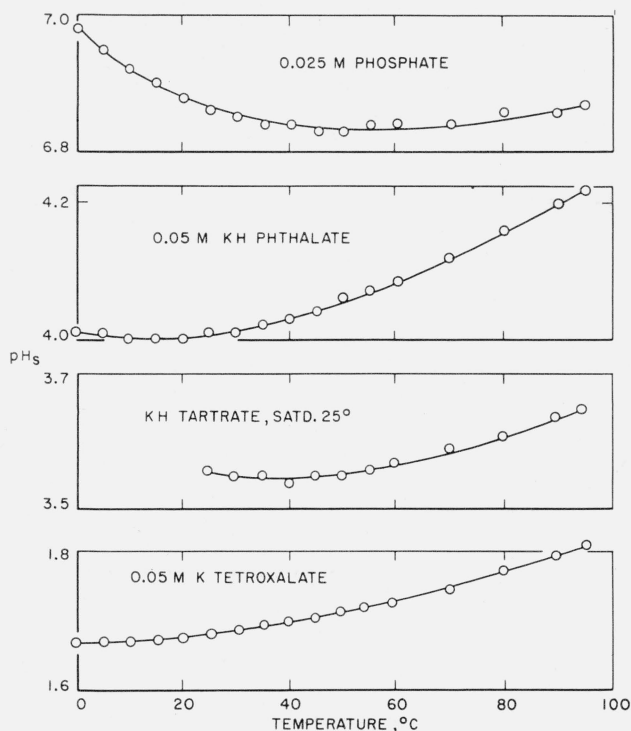 7.0
0.025 M PHOSPHATE
6.8
4.2
0.05 M KH PHTHALATE
4.0
pHs
3.7
KH TARTRATE, SATD. 25°
3.5
1.8
0.05 M K TETROXALATE
1.6
0 20 40 60 80 100
TEMPERATURE, °C